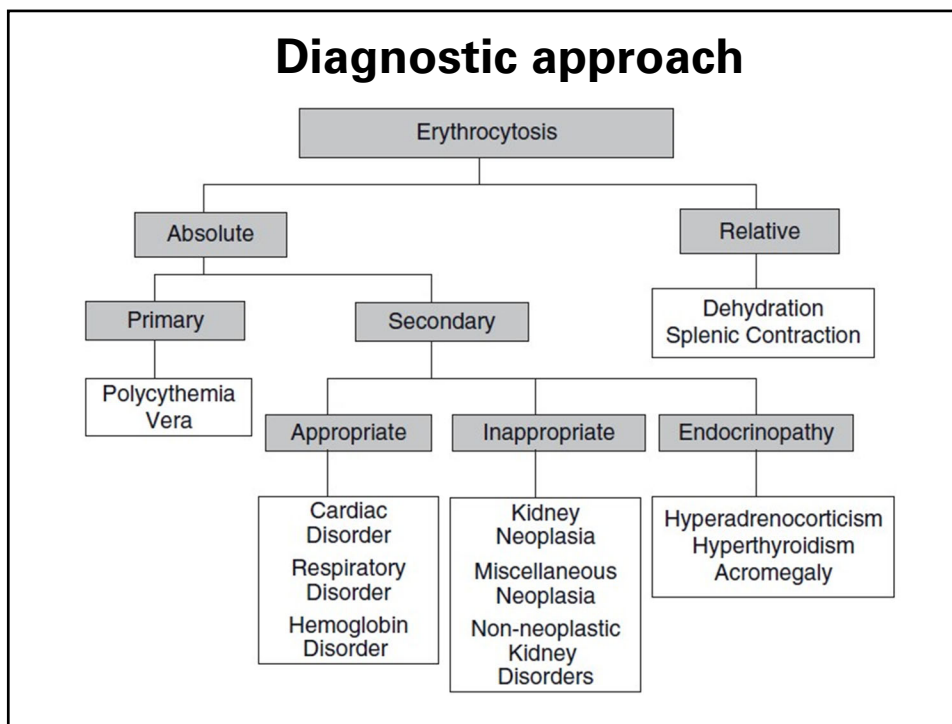 Diagnostic approach
Erythrocytosis
Absolute
Relative
Primary
Secondary
Dehydration
Splenic Contraction
Polycythemia
Vera
Appropriate
Inappropriate
Endocrinopathy
Cardiac
Disorder
Respiratory
Disorder
Hemoglobin
Disorder
Kidney
Neoplasia
Miscellaneous
Neoplasia
Non-neoplastic
Kidney
Disorders
Hyperadrenocorticism
Hyperthyroidism
Acromegaly